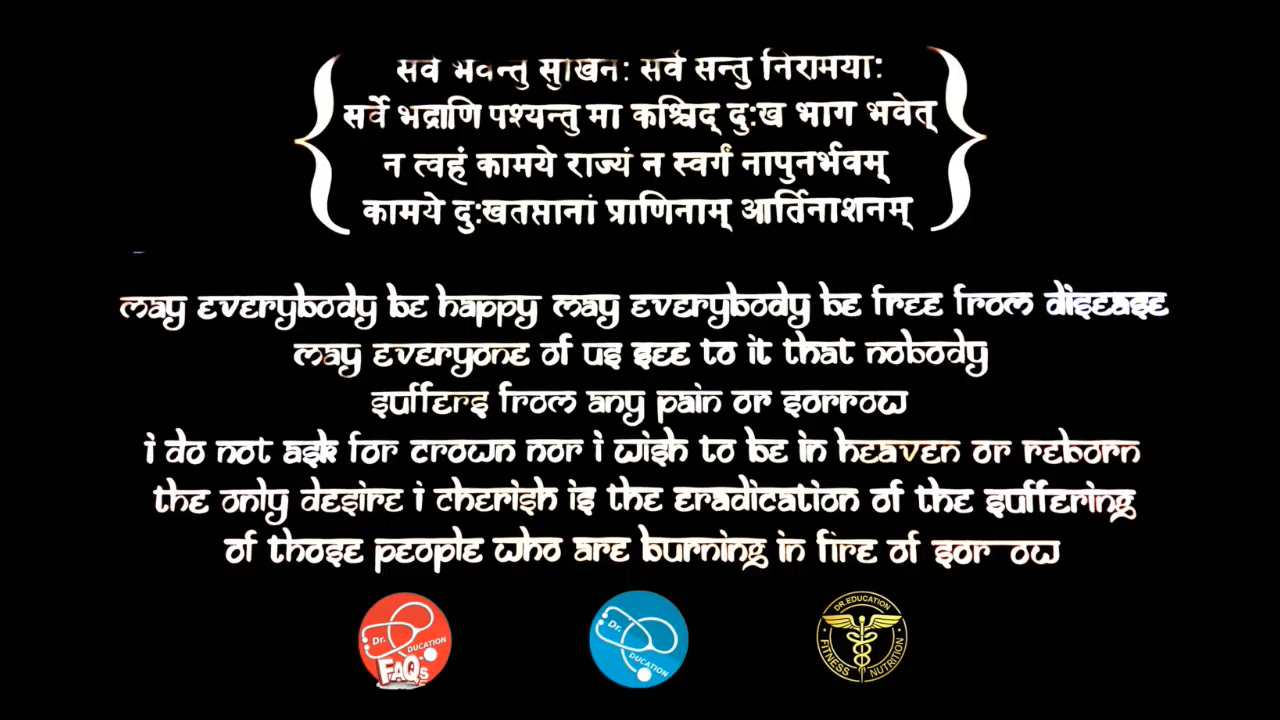 सर्वे भवन्तु सुखिन: सर्वे सन्तु निरामया:
सर्वे भद्राणि पश्यन्तु मा कश्चिद् दु:ख भाग भवेत्
न त्वहं कामये राज्यं न स्वर्गं नापुनर्भवम्
कामये दु:खतप्तानां प्राणिनाम् आर्तिनाशनम्
may everybody be happy may everybody be free from disease
may everyone of us see to it that nobody
suffers from any pain or sorrow
i do not ask for crown nor i wish to be in heaven or reborn
the only desire i cherish is the eradication of the suffering
of those people who are burning in fire of sor ow
Dr. DUCATION FAQs
Dr. DUCATION
DR.EDUCATION FITNESS NUTRITION